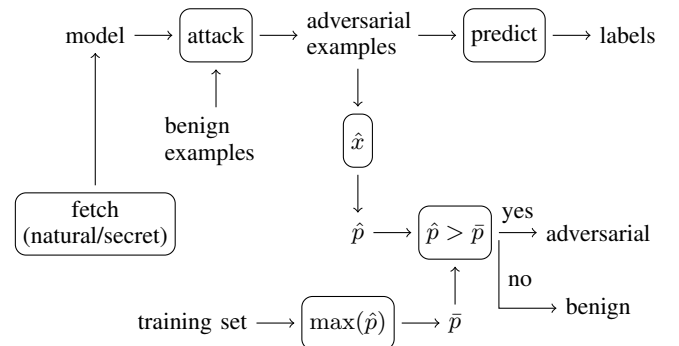 model
attack
adversarial
examples
predict
labels
benign
examples
x̂
fetch
(natural/secret)
p̂
p̂ > p̄
yes
adversarial
no
benign
training set
max(p̂)
p̄